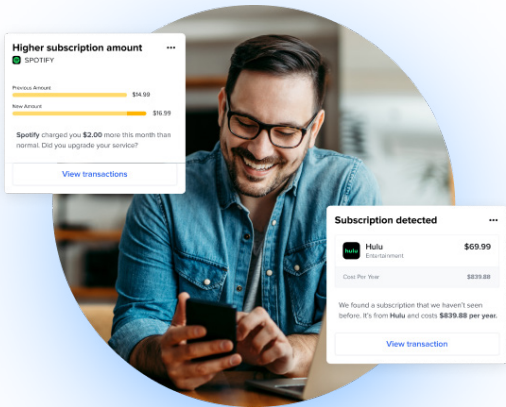 Higher subscription amount
SPOTIFY
Previous Amount
$14.99
New Amount
$16.99
Spotify charged you $2.00 more this month than
normal. Did you upgrade your service?
View transactions
Subscription detected
hulu
Hulu
$69.99
Entertainment
Cost Per Year
$839.88
We found a subscription that we haven't seen
before. It's from Hulu and costs $839.88 per year.
View transaction